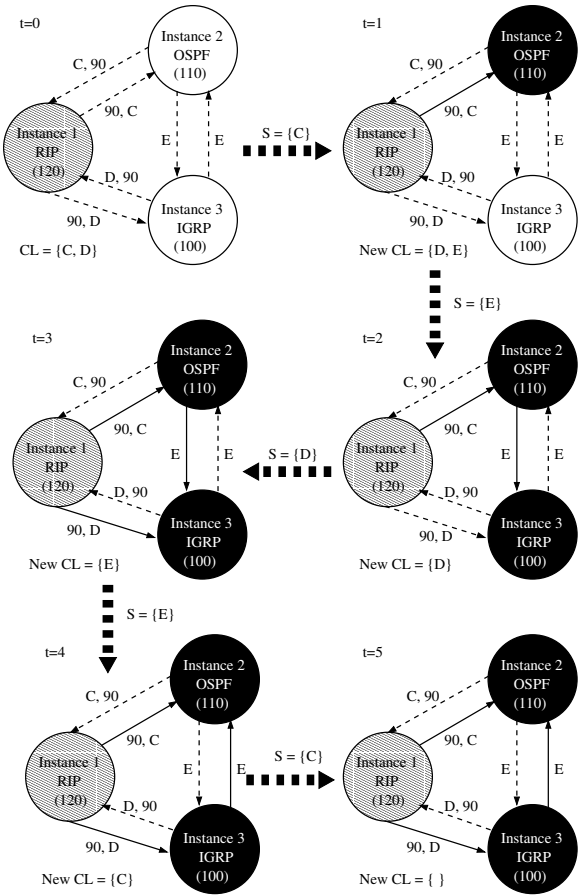 t=0
Instance 2
OSPF
(110)
C, 90
90, C
Instance 1
RIP
(120)
E
E
D, 90
90, D
Instance 3
IGRP
(100)
CL = {C, D}
S = {C}
t=1
Instance 2
OSPF
(110)
C, 90
90, C
Instance 1
RIP
(120)
E
E
D, 90
90, D
Instance 3
IGRP
(100)
New CL = {D, E}
S = {E}
t=2
Instance 2
OSPF
(110)
C, 90
90, C
Instance 1
RIP
(120)
E
E
D, 90
90, D
Instance 3
IGRP
(100)
New CL = {D}
S = {D}
t=3
Instance 2
OSPF
(110)
C, 90
90, C
Instance 1
RIP
(120)
E
E
D, 90
90, D
Instance 3
IGRP
(100)
New CL = {E}
S = {E}
t=4
Instance 2
OSPF
(110)
C, 90
90, C
Instance 1
RIP
(120)
E
E
D, 90
90, D
Instance 3
IGRP
(100)
New CL = {C}
S = {C}
t=5
Instance 2
OSPF
(110)
C, 90
90, C
Instance 1
RIP
(120)
E
E
D, 90
90, D
Instance 3
IGRP
(100)
New CL = { }